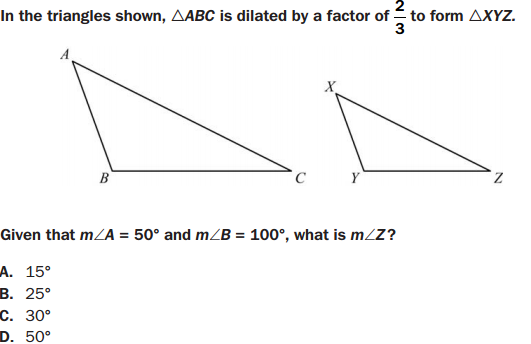 In the triangles shown, △ABC is dilated by a factor of 2/3 to form △XYZ.
A
X
B
C
Y
Z
Given that m∠A = 50° and m∠B = 100°, what is m∠Z?
A. 15°
B. 25°
C. 30°
D. 50°